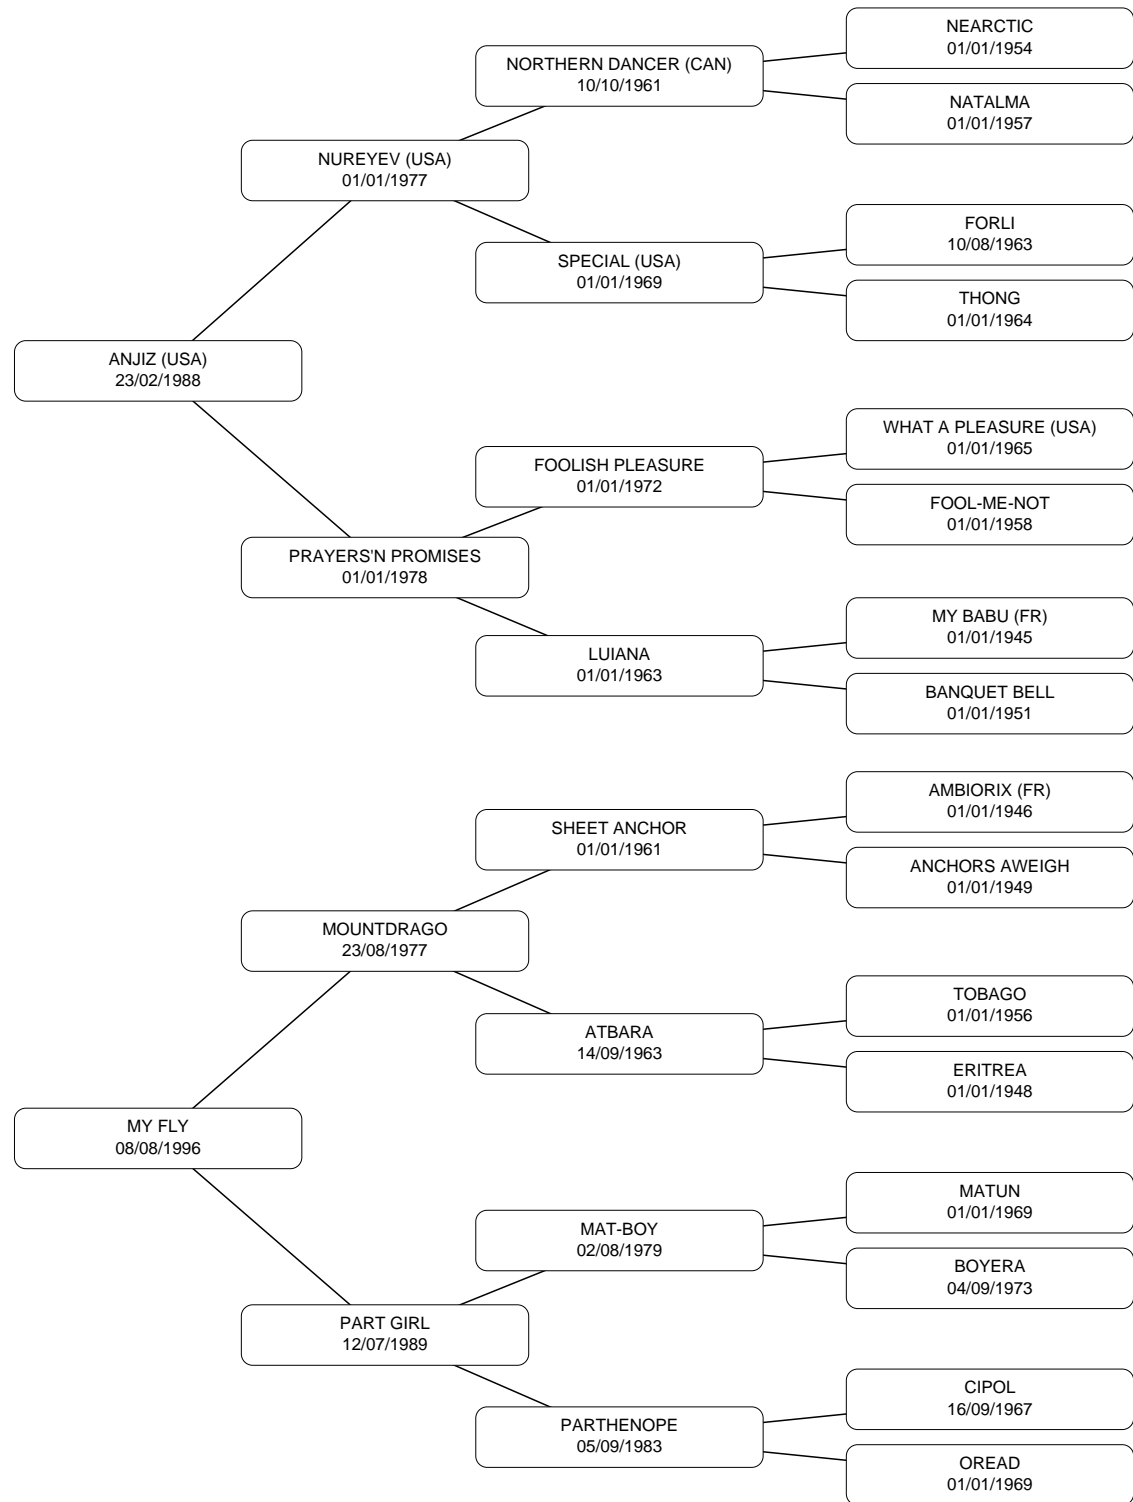 NEARCTIC
01/01/1954
NORTHERN DANCER (CAN)
10/10/1961
NATALMA
01/01/1957
NUREYEV (USA)
01/01/1977
FORLI
10/08/1963
SPECIAL (USA)
01/01/1969
THONG
01/01/1964
ANJIZ (USA)
23/02/1988
WHAT A PLEASURE (USA)
01/01/1965
FOOLISH PLEASURE
01/01/1972
FOOL-ME-NOT
01/01/1958
PRAYERS'N PROMISES
01/01/1978
MY BABU (FR)
01/01/1945
LUIANA
01/01/1963
BANQUET BELL
01/01/1951
AMBIORIX (FR)
01/01/1946
SHEET ANCHOR
01/01/1961
ANCHORS AWEIGH
01/01/1949
MOUNTDRAGO
23/08/1977
TOBAGO
01/01/1956
ATBARA
14/09/1963
ERITREA
01/01/1948
MY FLY
08/08/1996
MATUN
01/01/1969
MAT-BOY
02/08/1979
BOYERA
04/09/1973
PART GIRL
12/07/1989
CIPOL
16/09/1967
PARTHENOPE
05/09/1983
OREAD
01/01/1969